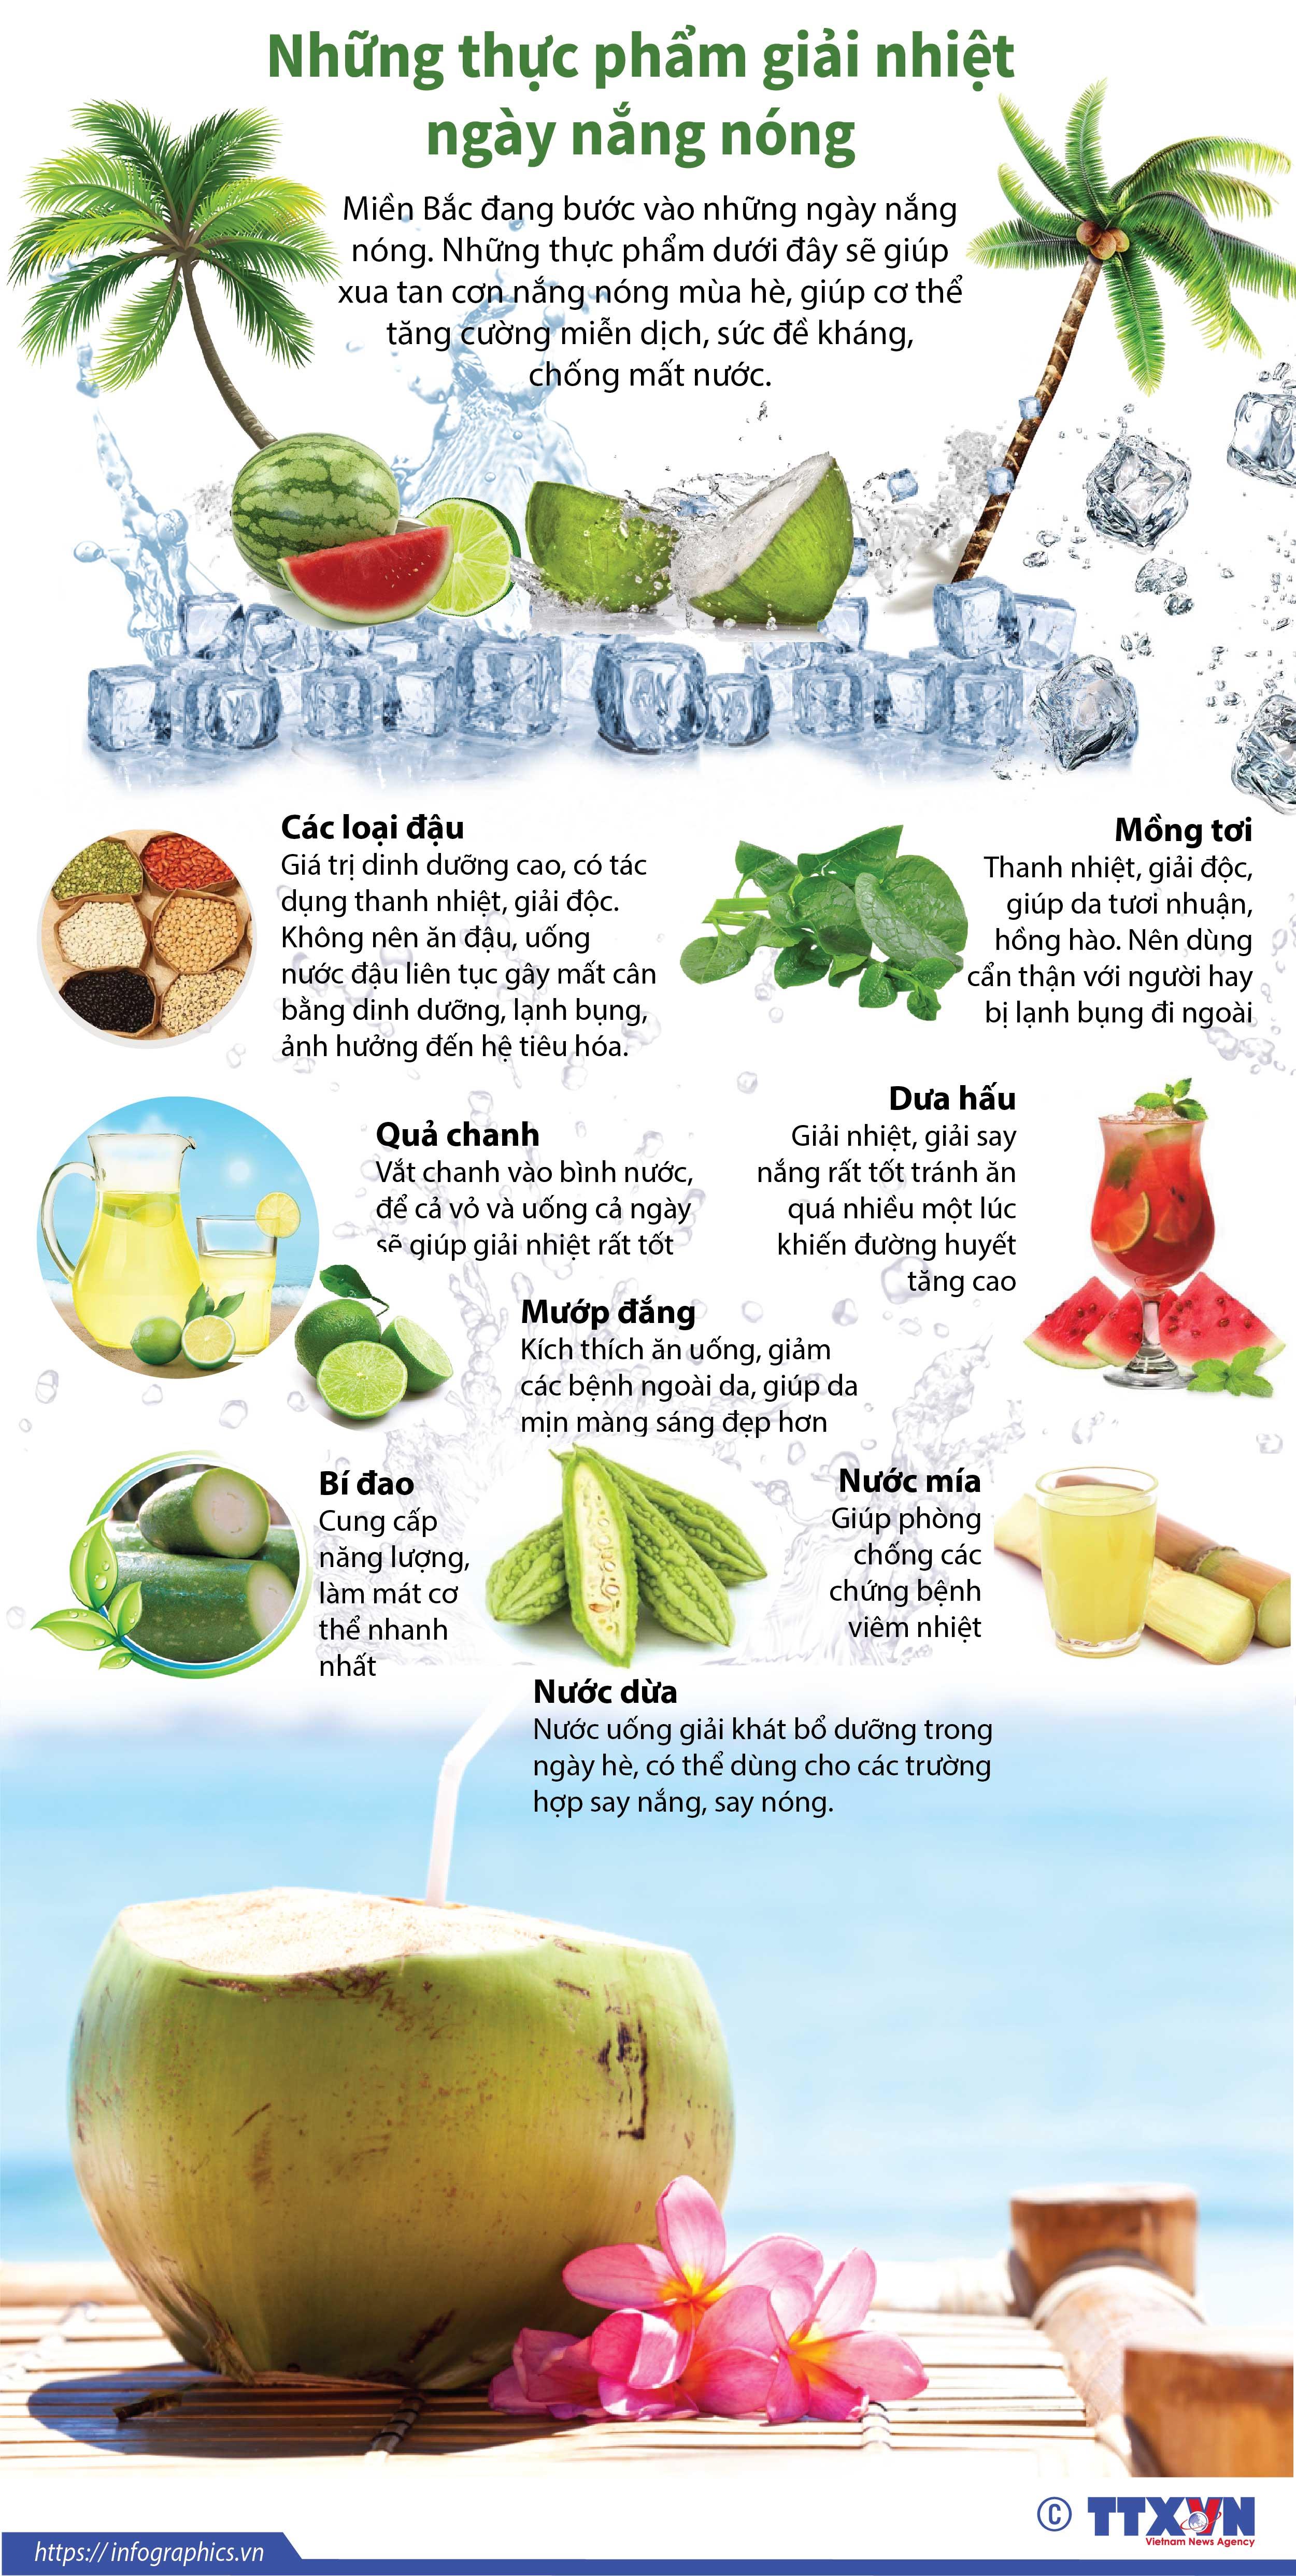 Những thực phẩm giải nhiệt
ngày nắng nóng
Miền Bắc đang bước vào những ngày nắng
nóng. Những thực phẩm dưới đây sẽ giúp
xua tan cơn nắng nóng mùa hè, giúp cơ thể
tăng cường miễn dịch, sức đề kháng,
chống mất nước.
Các loại đậu
Giá trị dinh dưỡng cao, có tác
dụng thanh nhiệt, giải độc.
Không nên ăn đậu, uống
nước đậu liên tục gây mất cân
bằng dinh dưỡng, lạnh bụng,
ảnh hưởng đến hệ tiêu hóa.
Mồng tơi
Thanh nhiệt, giải độc,
giúp da tươi nhuận,
hồng hào. Nên dùng
cẩn thận với người hay
bị lạnh bụng đi ngoài
Quả chanh
Vắt chanh vào bình nước,
để cả vỏ và uống cả ngày
sẽ giúp giải nhiệt rất tốt
Dưa hấu
Giải nhiệt, giải say
nắng rất tốt tránh ăn
quá nhiều một lúc
khiến đường huyết
tăng cao
Mướp đắng
Kích thích ăn uống, giảm
các bệnh ngoài da, giúp da
mịn màng sáng đẹp hơn
Bí đao
Cung cấp
năng lượng,
làm mát cơ
thể nhanh
nhất
Nước mía
Giúp phòng
chống các
chứng bệnh
viêm nhiệt
Nước dừa
Nước uống giải khát bổ dưỡng trong
ngày hè, có thể dùng cho các trường
hợp say nắng, say nóng.
© TTXVN
Vietnam News Agency
https://infographics.vn